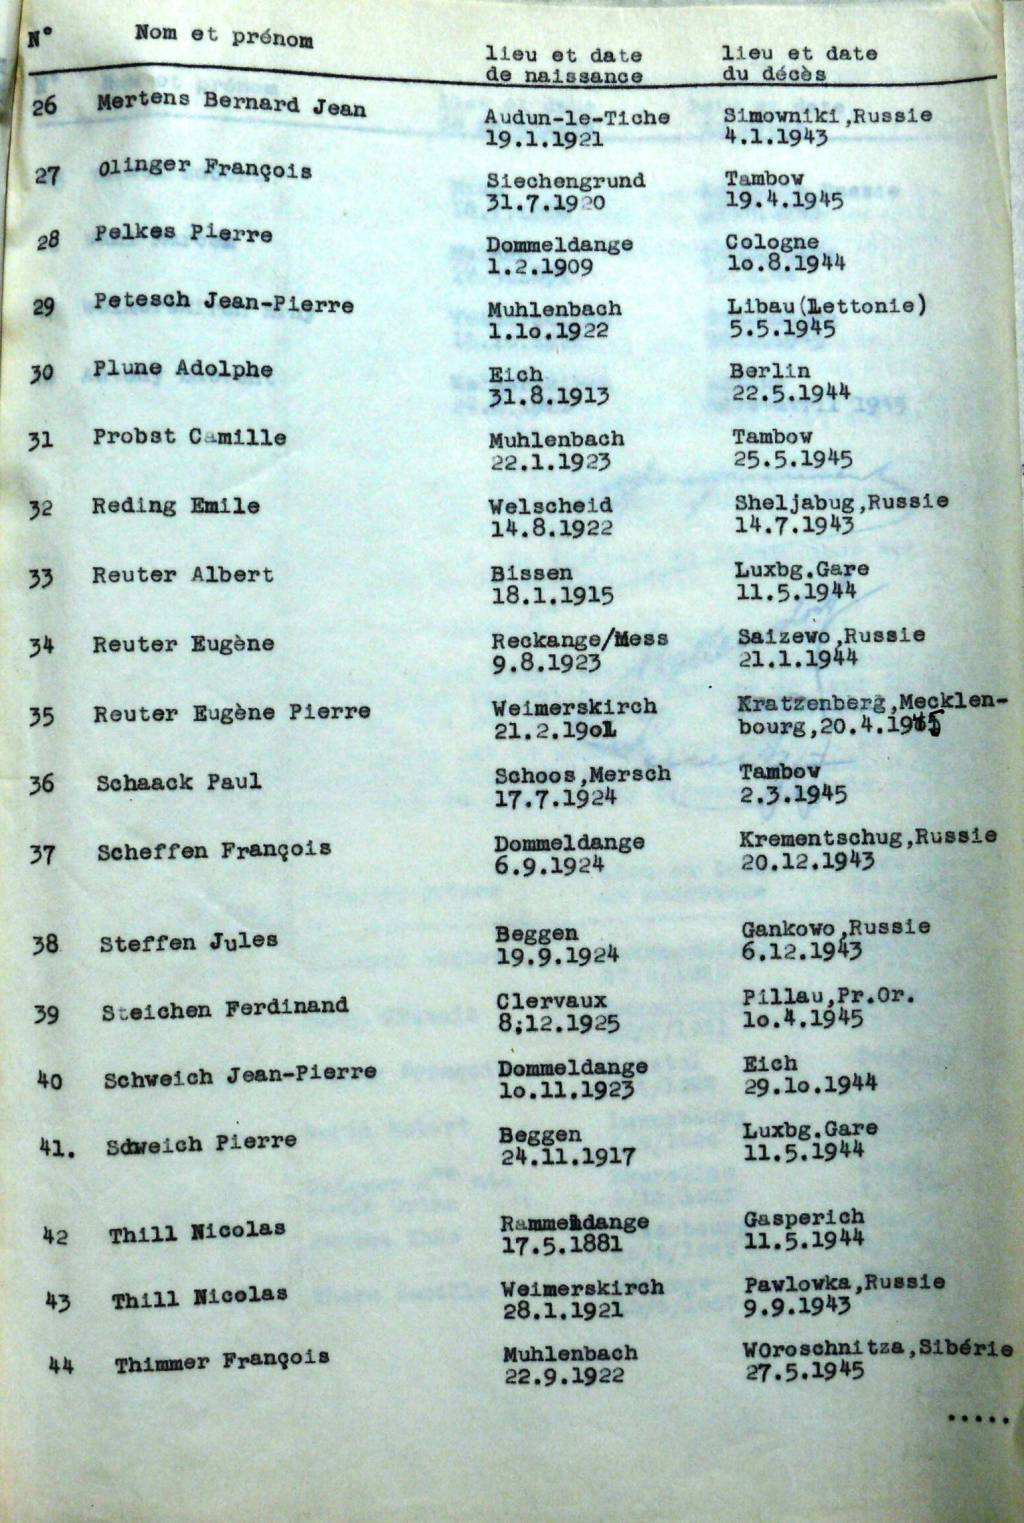 N° Nom et prénom lieu et date lieu et date
de naissance du décès
26 Mertens Bernard Jean Audun-le-Tiche Simowniki,Russie
19.1.1921 4.1.1943
27 Olinger François Siechengrund Tambow
31.7.1920 19.4.1945
28 Pelkes Pierre Dommeldange Cologne
1.2.1909 1o.8.1944
29 Petesch Jean-Pierre Muhlenbach Libau(Lettonie)
1.1o.1922 5.5.1945
30 Plune Adolphe Eich Berlin
31.8.1913 22.5.1944
31 Probst Camille Muhlenbach Tambow
22.1.1923 25.5.1945
32 Reding Emile Welscheid Sheljabug,Russie
14.8.1922 14.7.1943
33 Reuter Albert Bissen Luxbg.Gare
18.1.1915 11.5.1944
34 Reuter Eugène Reckange/Mess Saizewo,Russie
9.8.1923 21.1.1944
35 Reuter Eugène Pierre Weimerskirch Kratzenberg,Mecklen-
21.2.19o1 bourg,20.4.1945
36 Schaack Paul Schoos,Mersch Tambow
17.7.1924 2.3.1945
37 Scheffen François Dommeldange Krementschug,Russie
6.9.1924 20.12.1943
38 Steffen Jules Beggen Gankowo,Russie
19.9.1924 6.12.1943
39 Steichen Ferdinand Clervaux Pillau,Pr.Or.
8;12.1925 1o.4.1945
40 Schweich Jean-Pierre Dommeldange Eich
1o.11.1923 29.1o.1944
41. Schweich Pierre Beggen Luxbg.Gare
24.11.1917 11.5.1944
42 Thill Nicolas Rammeldange Gasperich
17.5.1881 11.5.1944
43 Thill Nicolas Weimerskirch Pawlowka,Russie
28.1.1921 9.9.1943
44 Thimmer François Muhlenbach WOroschnitza,Sibérie
22.9.1922 27.5.1945
.....